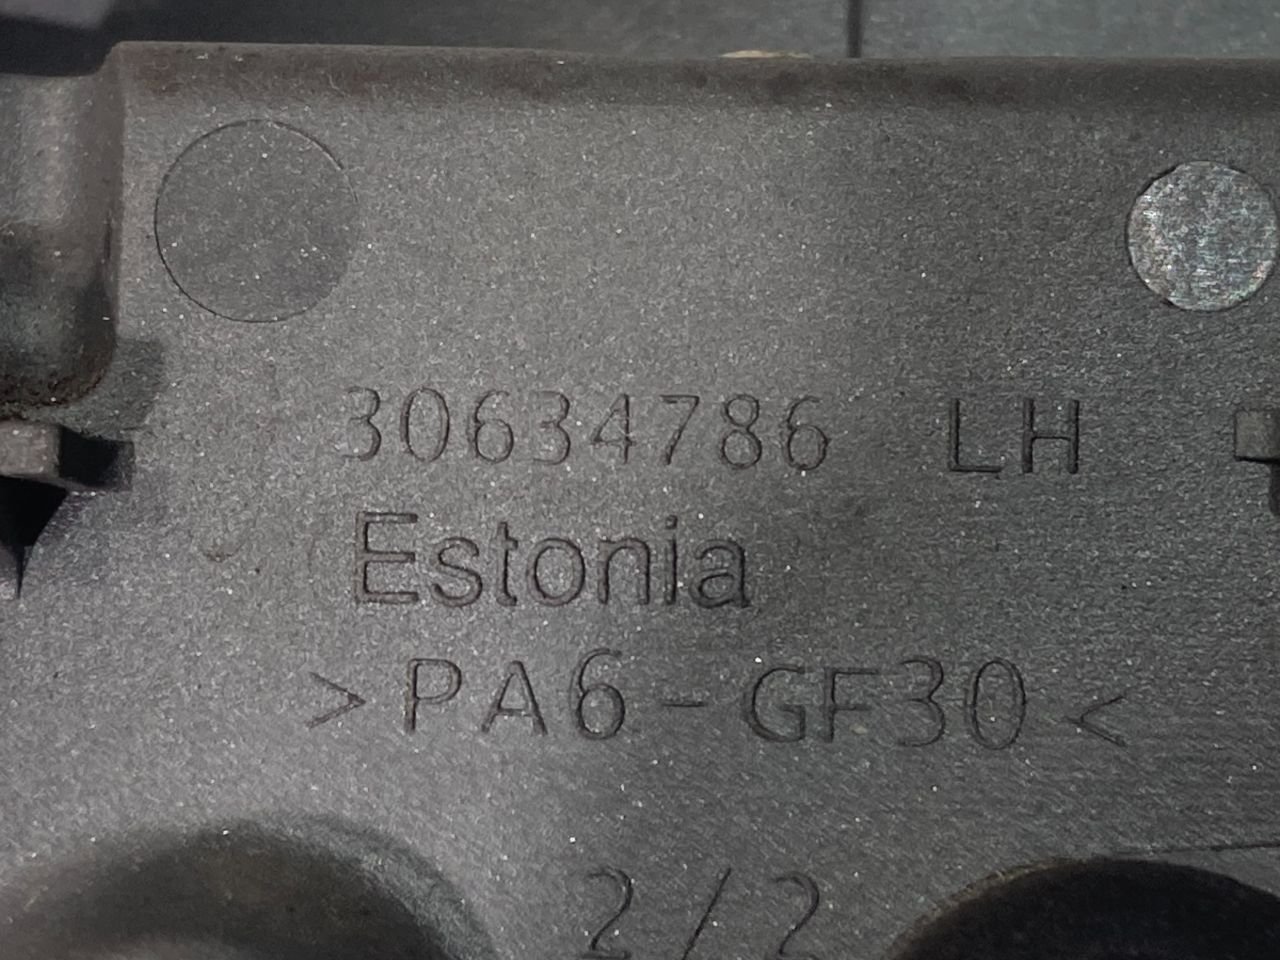 30634786 LH
Estonia
>PA6-GF30<
2/2